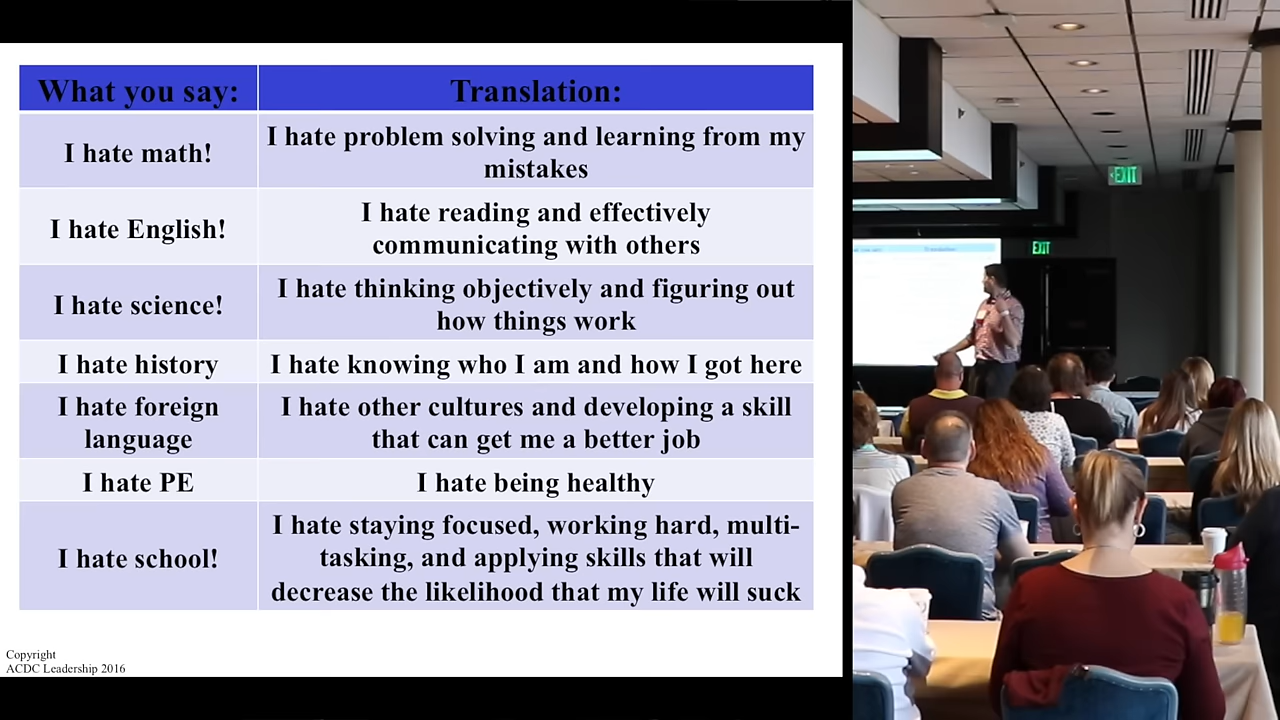 What you say:
Translation:
I hate math!
I hate problem solving and learning from my
mistakes
I hate English!
I hate reading and effectively
communicating with others
I hate science!
I hate thinking objectively and figuring out
how things work
I hate history
I hate knowing who I am and how I got here
I hate foreign
language
I hate other cultures and developing a skill
that can get me a better job
I hate PE
I hate being healthy
I hate school!
I hate staying focused, working hard, multi-
tasking, and applying skills that will
decrease the likelihood that my life will suck
Copyright
ACDC Leadership 2016
EXIT
EXIT